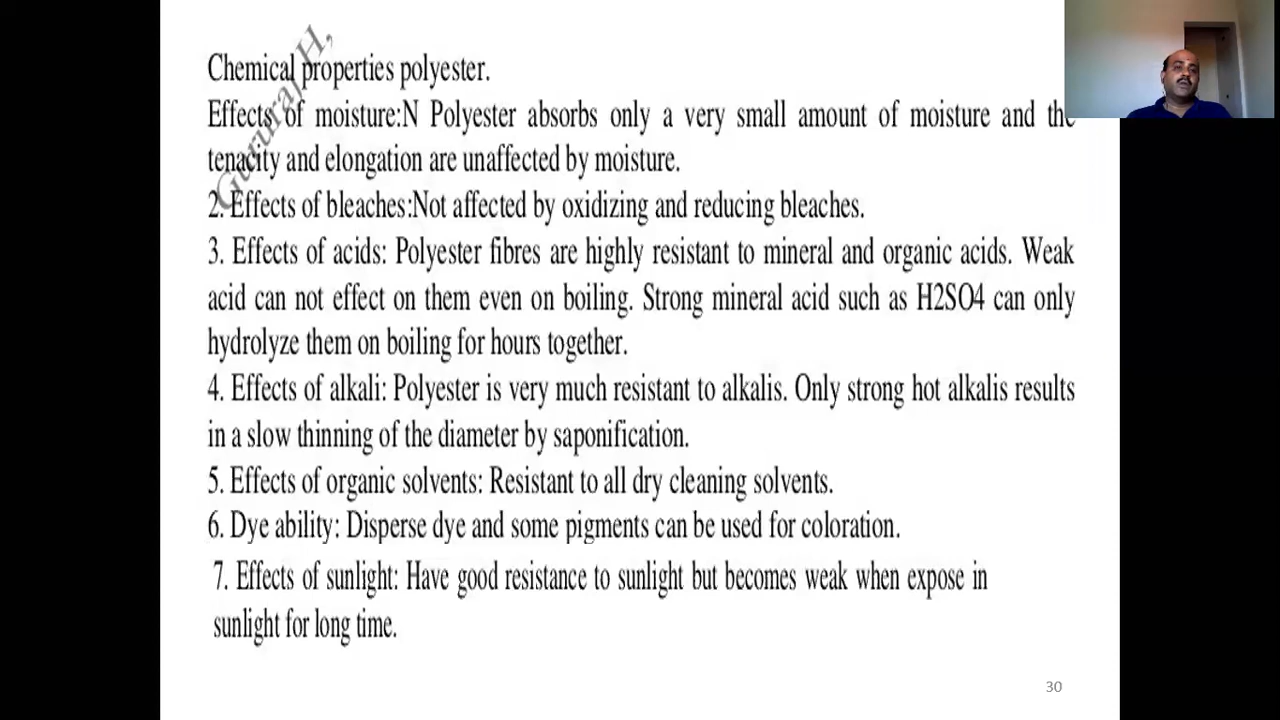 Chemical properties polyester.
Effects of moisture:N Polyester absorbs only a very small amount of moisture and the
tenacity and elongation are unaffected by moisture.
2. Effects of bleaches:Not affected by oxidizing and reducing bleaches.
3. Effects of acids: Polyester fibres are highly resistant to mineral and organic acids. Weak
acid can not effect on them even on boiling. Strong mineral acid such as H2SO4 can only
hydrolyze them on boiling for hours together.
4. Effects of alkali: Polyester is very much resistant to alkalis. Only strong hot alkalis results
in a slow thinning of the diameter by saponification.
5. Effects of organic solvents: Resistant to all dry cleaning solvents.
6. Dye ability: Disperse dye and some pigments can be used for coloration.
7. Effects of sunlight: Have good resistance to sunlight but becomes weak when expose in
sunlight for long time.
Gururaj H,
30